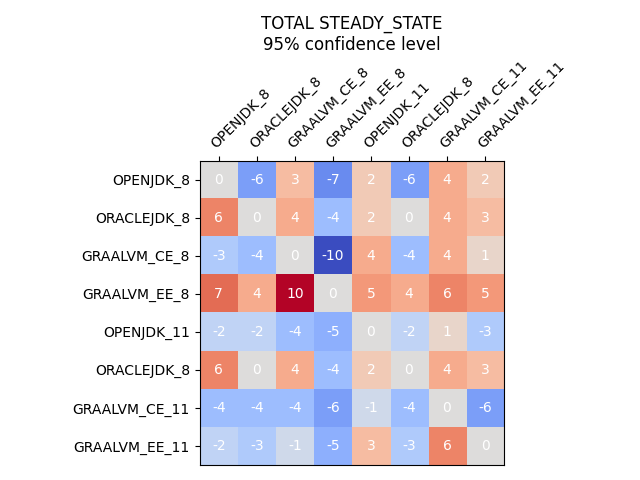 TOTAL STEADY_STATE
95% confidence level
OPENJDK_8 ORACLEJDK_8 GRAALVM_CE_8 GRAALVM_EE_8 OPENJDK_11 ORACLEJDK_8 GRAALVM_CE_11 GRAALVM_EE_11
OPENJDK_8 0 -6 3 -7 2 -6 4 2
ORACLEJDK_8 6 0 4 -4 2 0 4 3
GRAALVM_CE_8 -3 -4 0 -10 4 -4 4 1
GRAALVM_EE_8 7 4 10 0 5 4 6 5
OPENJDK_11 -2 -2 -4 -5 0 -2 1 -3
ORACLEJDK_8 6 0 4 -4 2 0 4 3
GRAALVM_CE_11 -4 -4 -4 -6 -1 -4 0 -6
GRAALVM_EE_11 -2 -3 -1 -5 3 -3 6 0